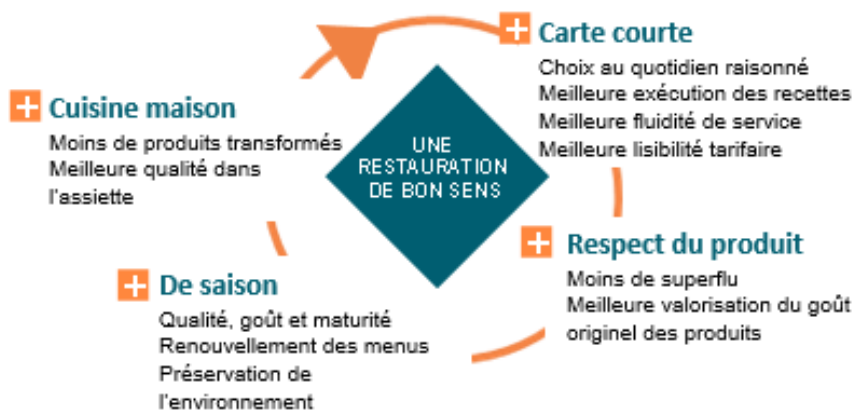 Carte courte
Choix au quotidien raisonné
Meilleure exécution des recettes
Meilleure fluidité de service
Meilleure lisibilité tarifaire
Cuisine maison
Moins de produits transformés
Meilleure qualité dans
l'assiette
UNE
RESTAURATION
DE BON SENS
Respect du produit
Moins de superflu
Meilleure valorisation du goût
originel des produits
De saison
Qualité, goût et maturité
Renouvellement des menus
Préservation de
l'environnement